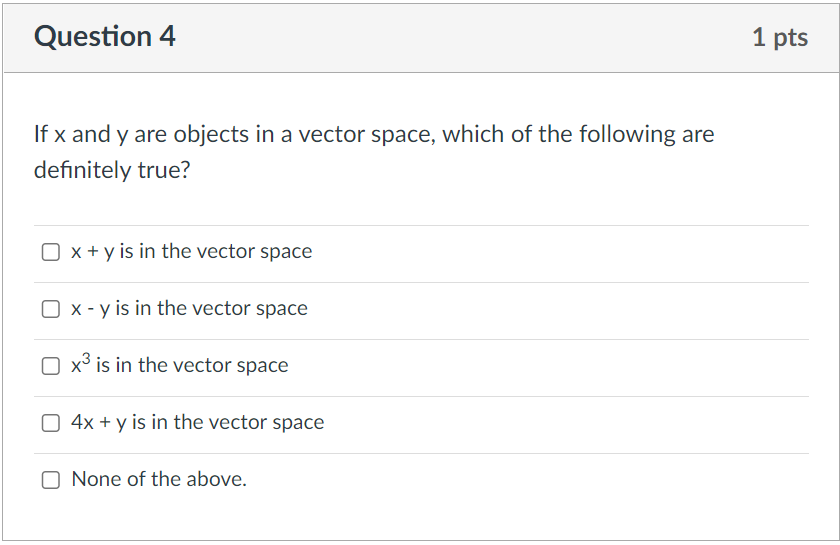 Question 4
1 pts
If x and y are objects in a vector space, which of the following are
definitely true?
x + y is in the vector space
x - y is in the vector space
x³ is in the vector space
4x + y is in the vector space
None of the above.